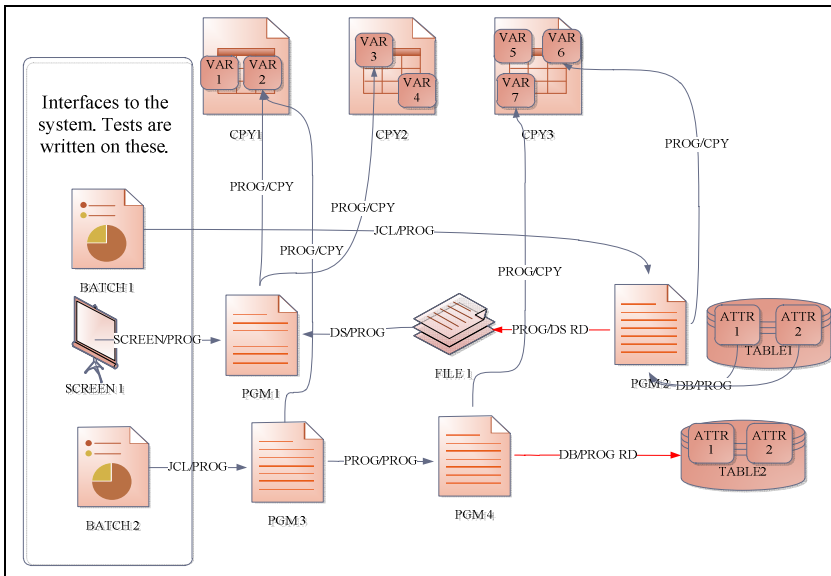 VAR
1
VAR
2
CPY1
VAR
3
VAR
4
CPY2
VAR
5
VAR
6
VAR
7
CPY3
Interfaces to the
system. Tests are
written on these.
PROG/CPY
PROG/CPY
PROG/CPY
PROG/CPY
PROG/CPY
JCL/PROG
BATCH 1
SCREEN/PROG
SCREEN 1
PGM 1
DS/PROG
FILE 1
PROG/DS RD
PGM 2
ATTR
1
ATTR
2
TABLE1
DB/PROG
BATCH 2
JCL/PROG
PGM 3
PROG/PROG
PGM 4
DB/PROG RD
ATTR
1
ATTR
2
TABLE2